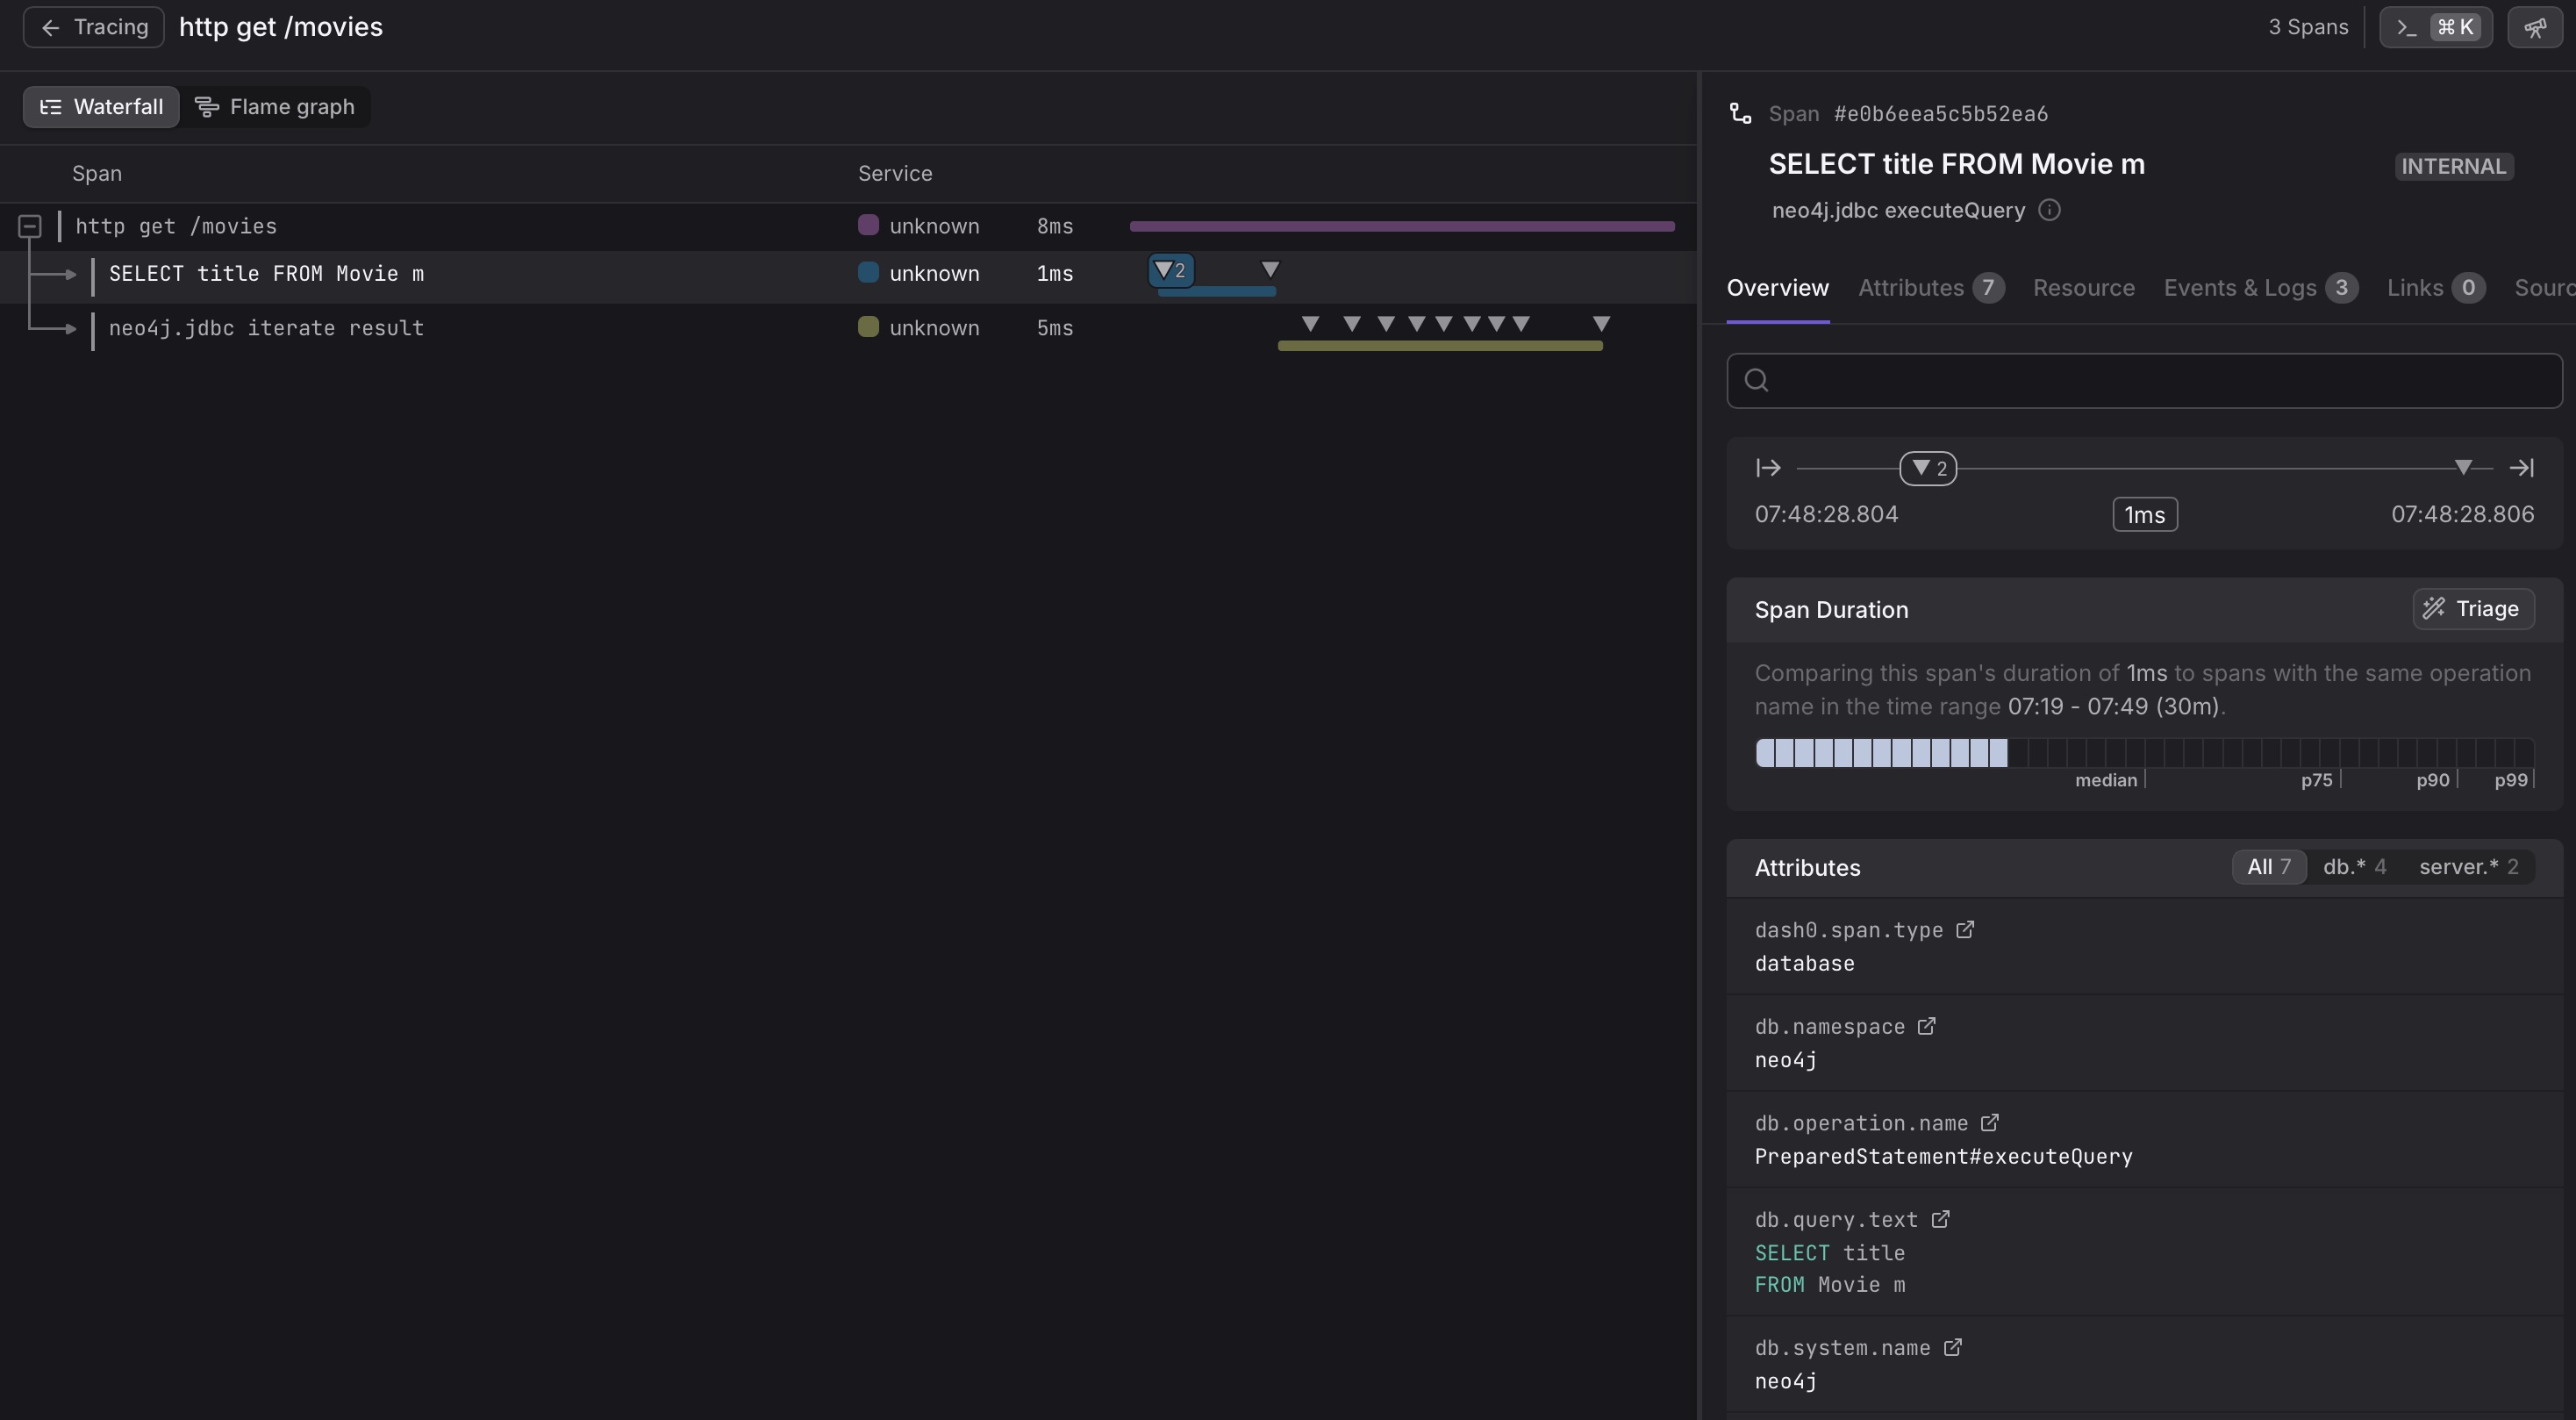 Tracing http get /movies 3 Spans ⌘ K
Waterfall Flame graph
Span Service
http get /movies unknown 8ms
SELECT title FROM Movie m unknown 1ms 2
neo4j.jdbc iterate result unknown 5ms
Span #e0b6eea5c5b52ea6
SELECT title FROM Movie m INTERNAL
neo4j.jdbc executeQuery
Overview Attributes 7 Resource Events & Logs 3 Links 0 Sourc
2
07:48:28.804 1ms 07:48:28.806
Span Duration Triage
Comparing this span's duration of 1ms to spans with the same operation
name in the time range 07:19 - 07:49 (30m).
median p75 p90 p99
Attributes All 7 db.* 4 server.* 2
dash0.span.type
database
db.namespace
neo4j
db.operation.name
PreparedStatement#executeQuery
db.query.text
SELECT title
FROM Movie m
db.system.name
neo4j